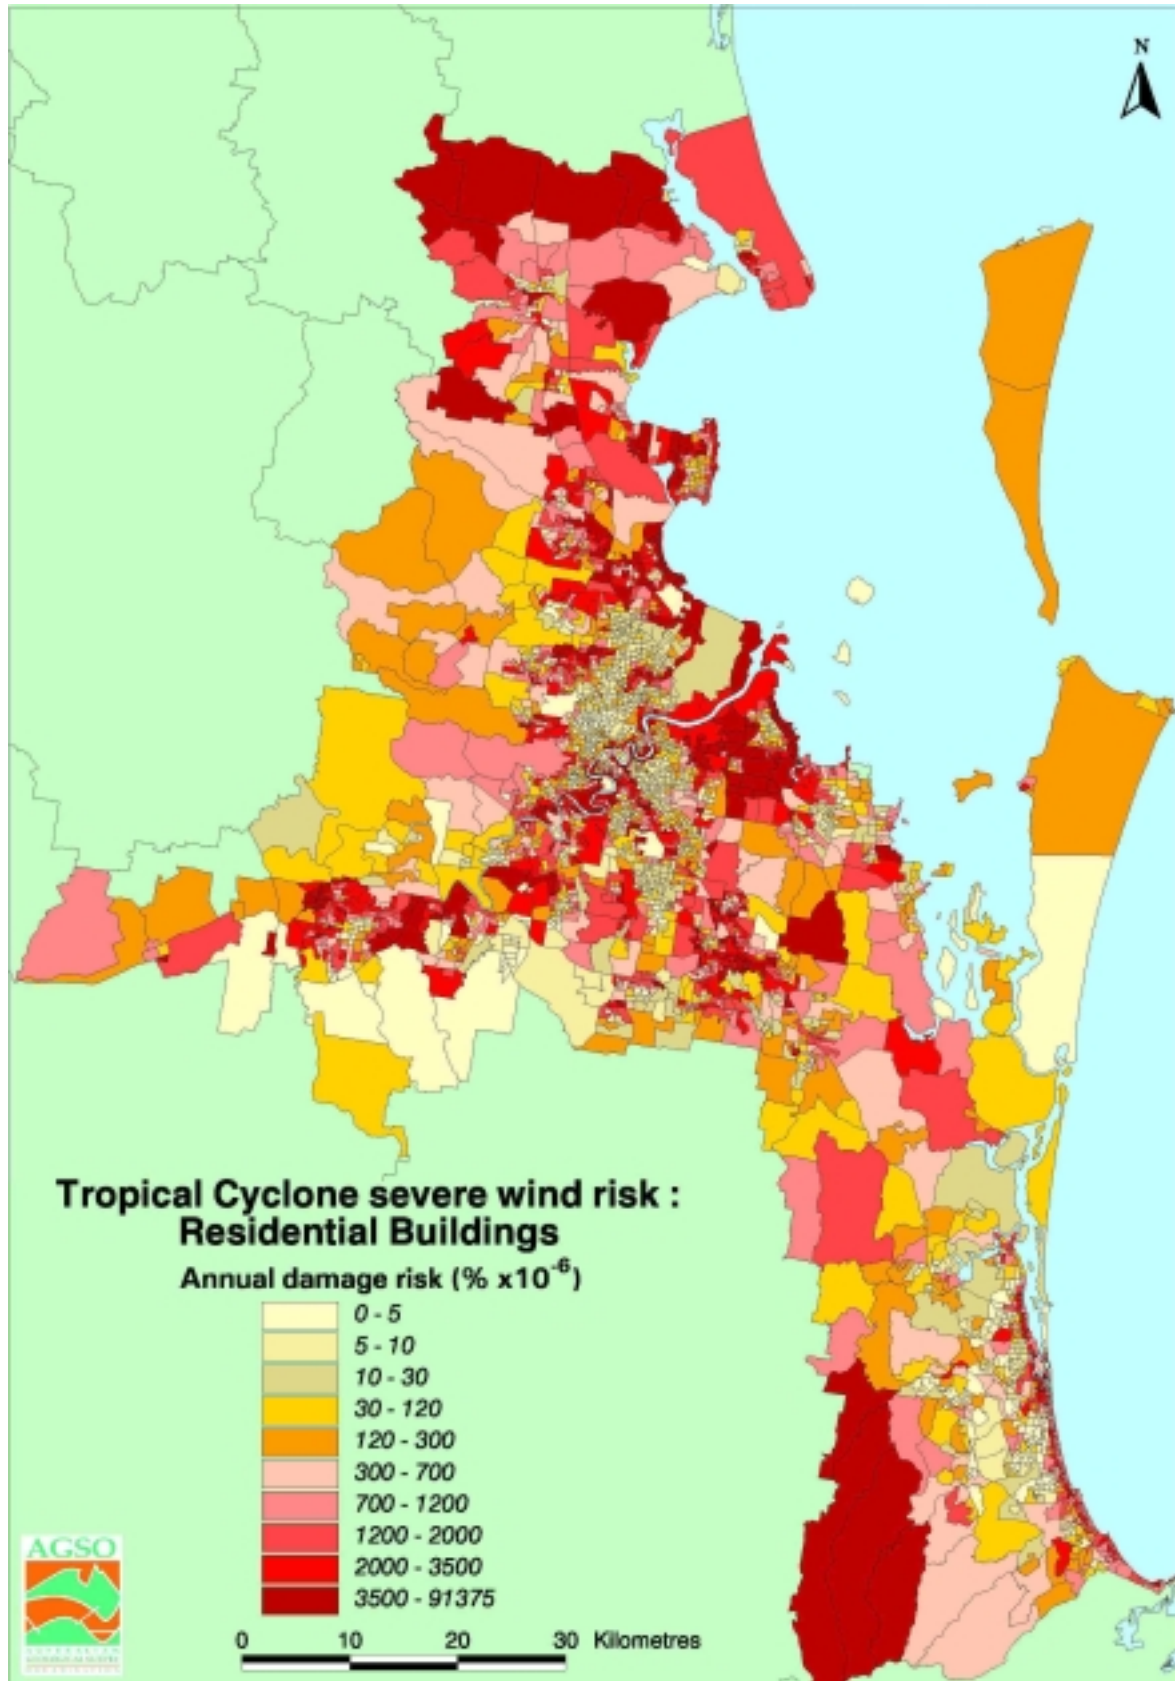 N
Tropical Cyclone severe wind risk :
Residential Buildings
Annual damage risk (% x10⁻⁶)
0 - 5
5 - 10
10 - 30
30 - 120
120 - 300
300 - 700
700 - 1200
1200 - 2000
2000 - 3500
3500 - 91375
AGSO
0 10 20 30 Kilometres